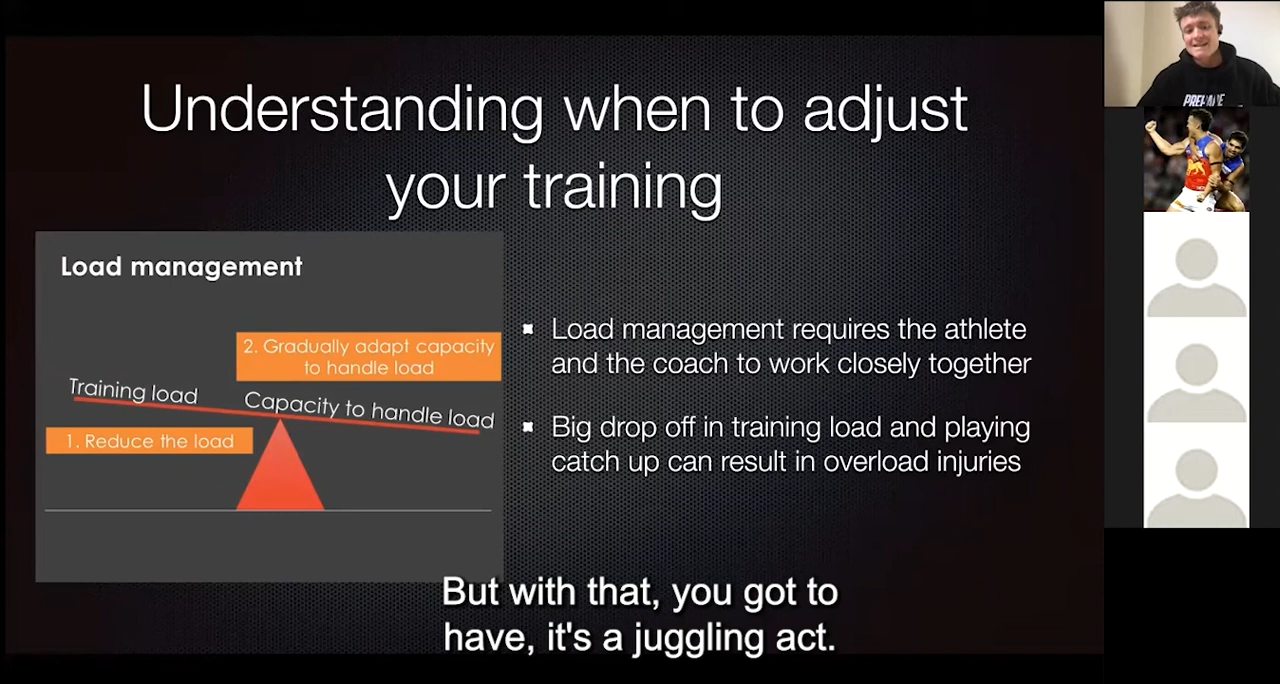 Understanding when to adjust
your training
Load management
2. Gradually adapt capacity
to handle load
Training load
Capacity to handle load
1. Reduce the load
Load management requires the athlete
and the coach to work closely together
Big drop off in training load and playing
catch up can result in overload injuries
But with that, you got to
have, it's a juggling act.